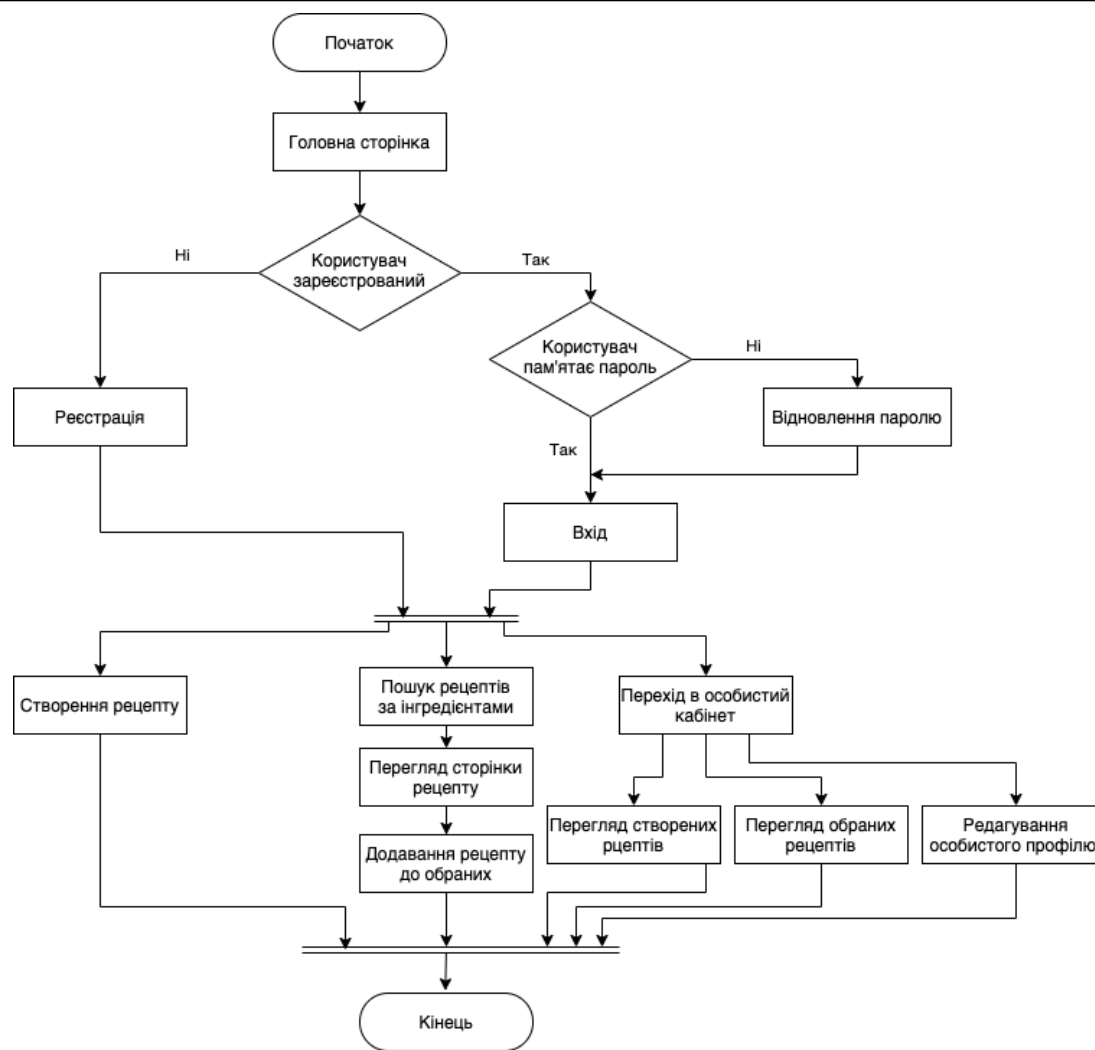 Початок
Головна сторінка
Ні
Користувач
зареєстрований
Так
Користувач
пам'ятає пароль
Ні
Реєстрація
Відновлення паролю
Так
Вхід
Створення рецепту
Пошук рецептів
за інгредієнтами
Перехід в особистий
кабінет
Перегляд сторінки
рецепту
Перегляд створених
рцептів
Перегляд обраних
рецептів
Редагування
особистого профілю
Додавання рецепту
до обраних
Кінець